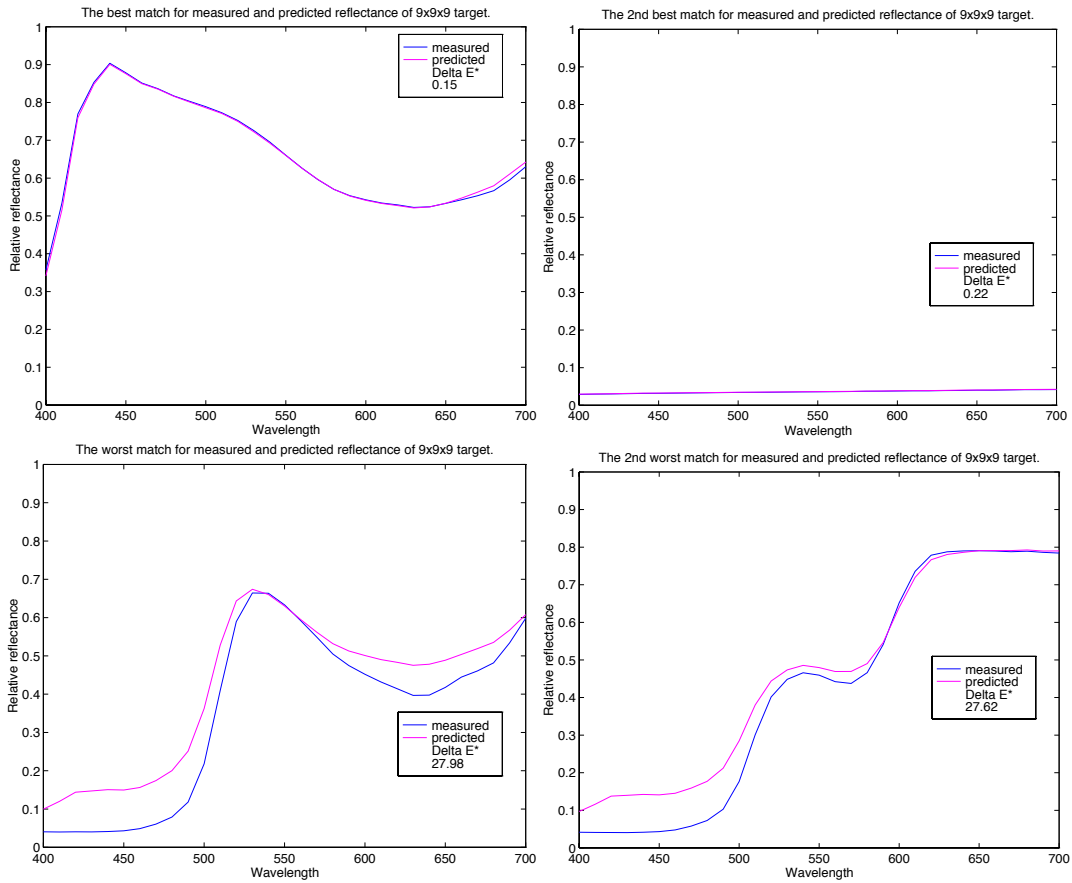 The best match for measured and predicted reflectance of 9x9x9 target.
1
0.9
0.8
0.7
0.6
0.5
0.4
0.3
0.2
0.1
0
Relative reflectance
measured
predicted
Delta E*
0.15
400 450 500 550 600 650 700
Wavelength
The 2nd best match for measured and predicted reflectance of 9x9x9 target.
1
0.9
0.8
0.7
0.6
0.5
0.4
0.3
0.2
0.1
0
Relative reflectance
measured
predicted
Delta E*
0.22
400 450 500 550 600 650 700
Wavelength
The worst match for measured and predicted reflectance of 9x9x9 target.
1
0.9
0.8
0.7
0.6
0.5
0.4
0.3
0.2
0.1
0
Relative reflectance
measured
predicted
Delta E*
27.98
400 450 500 550 600 650 700
Wavelength
The 2nd worst match for measured and predicted reflectance of 9x9x9 target.
1
0.9
0.8
0.7
0.6
0.5
0.4
0.3
0.2
0.1
0
Relative reflectance
measured
predicted
Delta E*
27.62
400 450 500 550 600 650 700
Wavelength